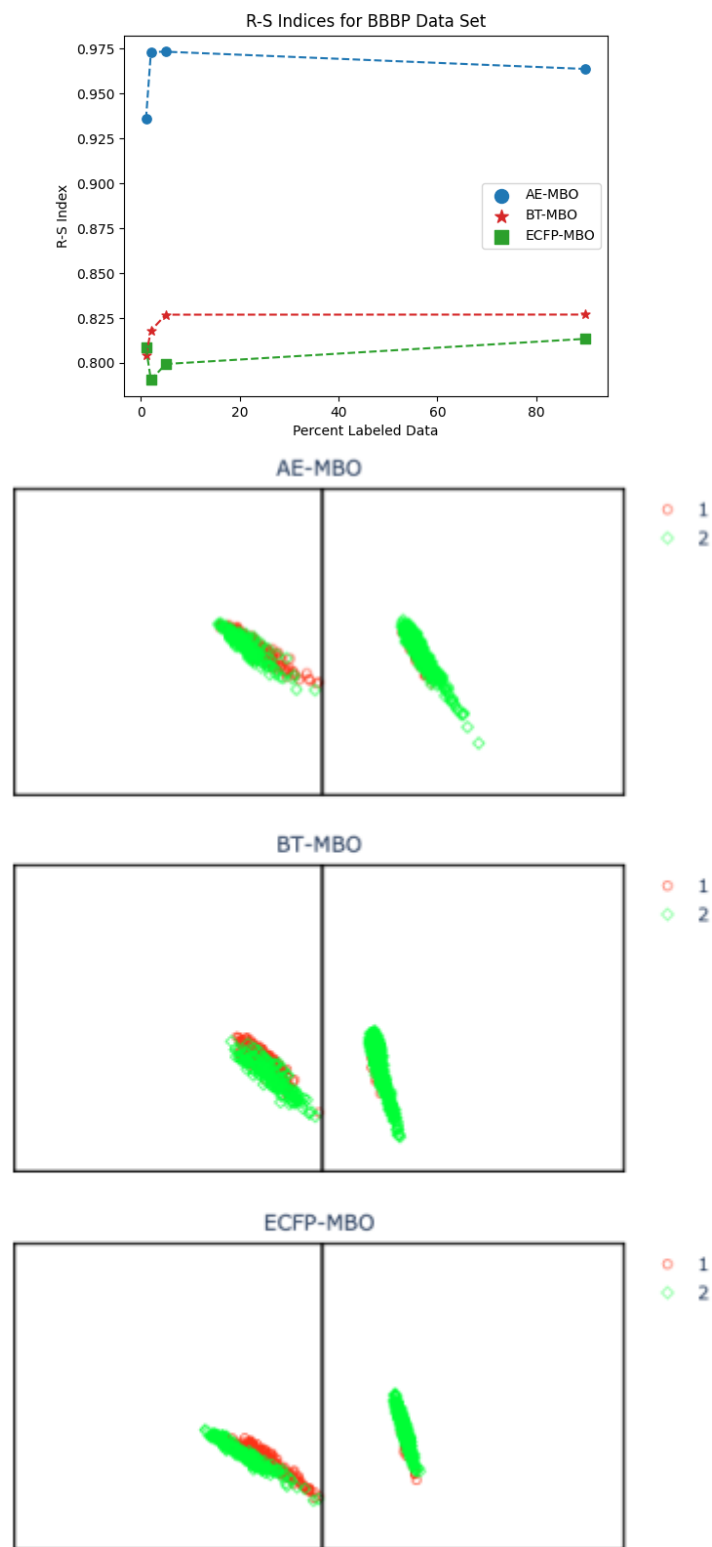 R-S Indices for BBBP Data Set
0.975
0.950
0.925
0.900
0.875
0.850
0.825
0.800
R-S Index
AE-MBO
BT-MBO
ECFP-MBO
0 20 40 60 80
Percent Labeled Data
AE-MBO
1
2
BT-MBO
1
2
ECFP-MBO
1
2